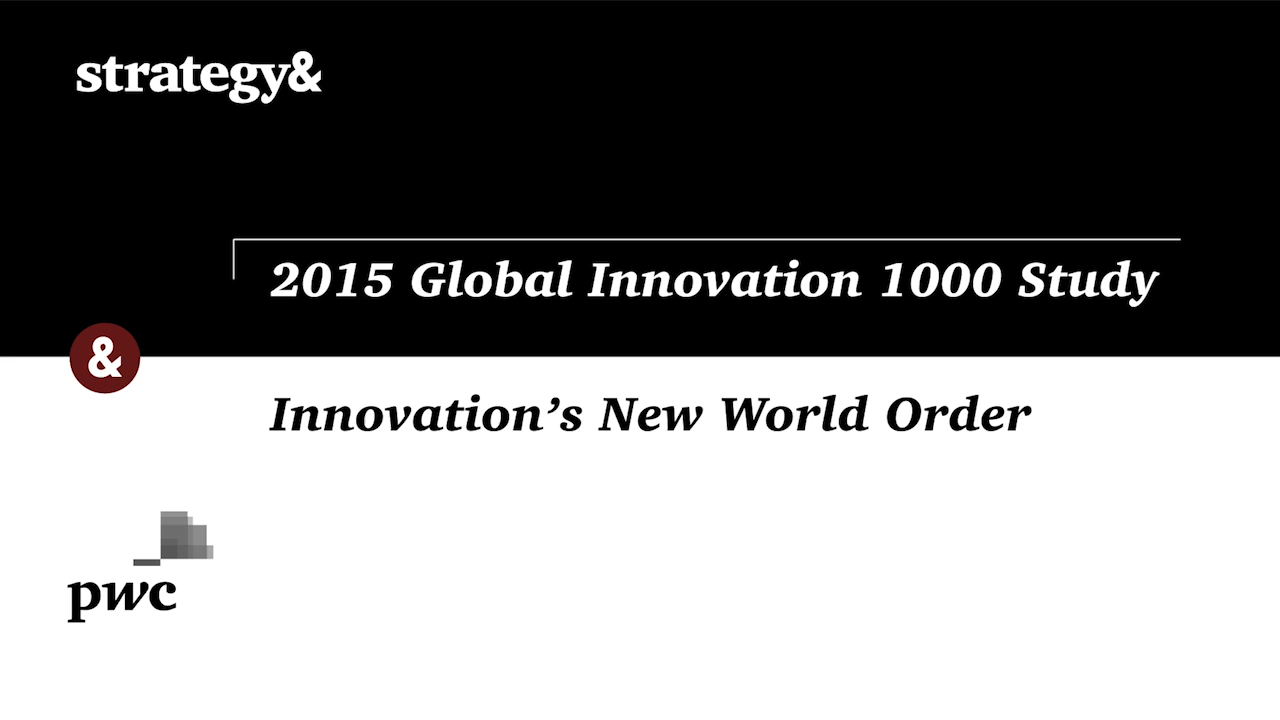 strategy&
2015 Global Innovation 1000 Study
&
Innovation’s New World Order
pwc